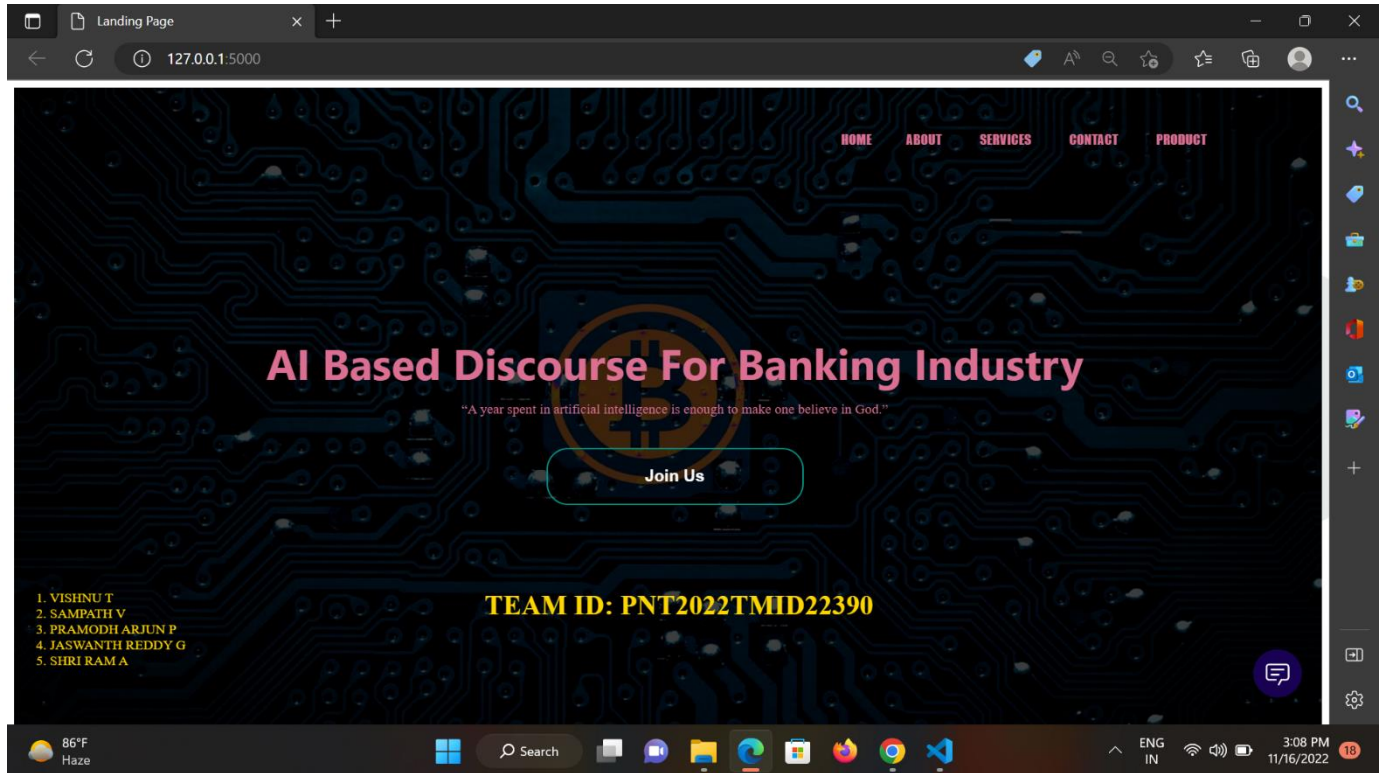 Landing Page
127.0.0.1:5000
HOME ABOUT SERVICES CONTACT PRODUCT
AI Based Discourse For Banking Industry
“A year spent in artificial intelligence is enough to make one believe in God.”
Join Us
1. VISHNU T
2. SAMPATH V
3. PRAMODH ARJUN P
4. JASWANTH REDDY G
5. SHRI RAM A
TEAM ID: PNT2022TMID22390
86°F
Haze
Search
ENG
IN
3:08 PM
11/16/2022
18